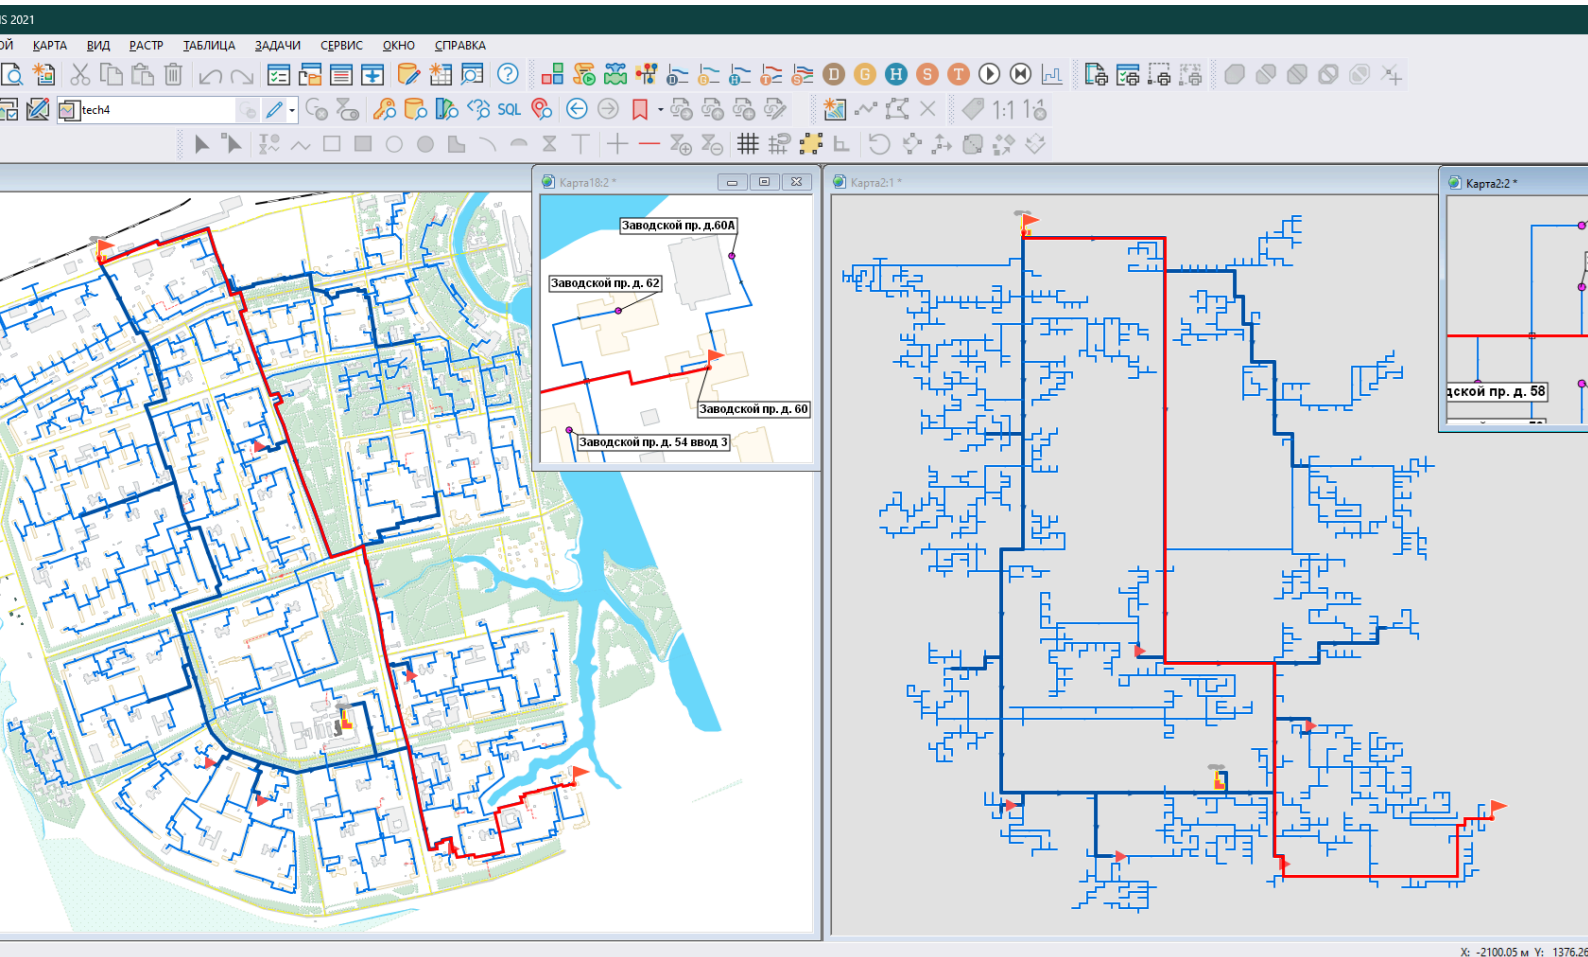 IS 2021
ОЙ КАРТА ВИД РАСТР ТАБЛИЦА ЗАДАЧИ СЕРВИС ОКНО СПРАВКА
D G H S T
D G H S T
tech4
SQL
1:1
Карта18:2 *
Заводской пр. д.60А
Заводской пр. д. 62
Заводской пр. д. 60
Заводской пр. д. 54 ввод 3
Карта2:1 *
Карта2:2 *
дской пр. д. 58
X: -2100.05 м Y: 1376.26